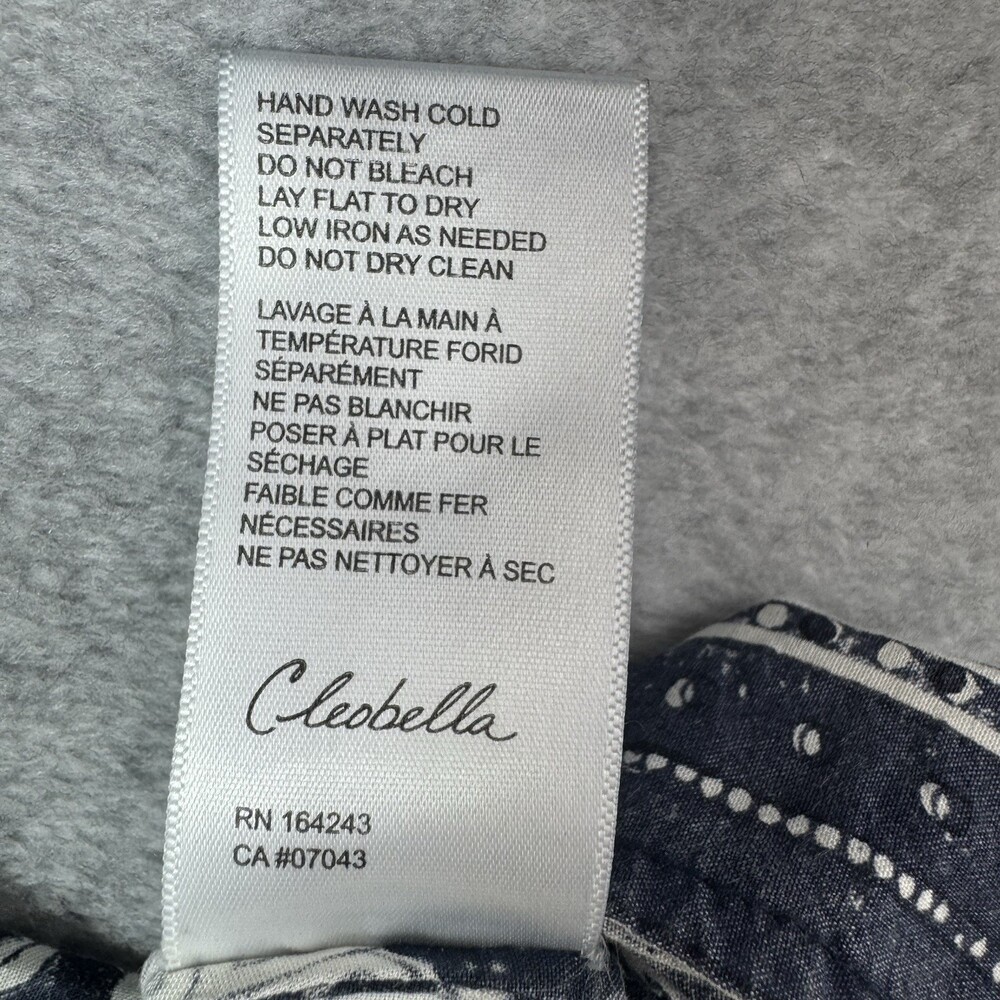 HAND WASH COLD
SEPARATELY
DO NOT BLEACH
LAY FLAT TO DRY
LOW IRON AS NEEDED
DO NOT DRY CLEAN
LAVAGE À LA MAIN À
TEMPÉRATURE FORID
SÉPARÉMENT
NE PAS BLANCHIR
POSER À PLAT POUR LE
SÉCHAGE
FAIBLE COMME FER
NÉCESSAIRES
NE PAS NETTOYER À SEC
Cleobella
RN 164243
CA #07043